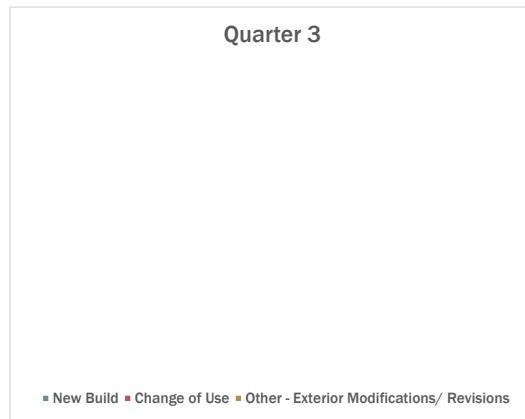 Quarter 3
New Build Change of Use Other - Exterior Modifications/ Revisions